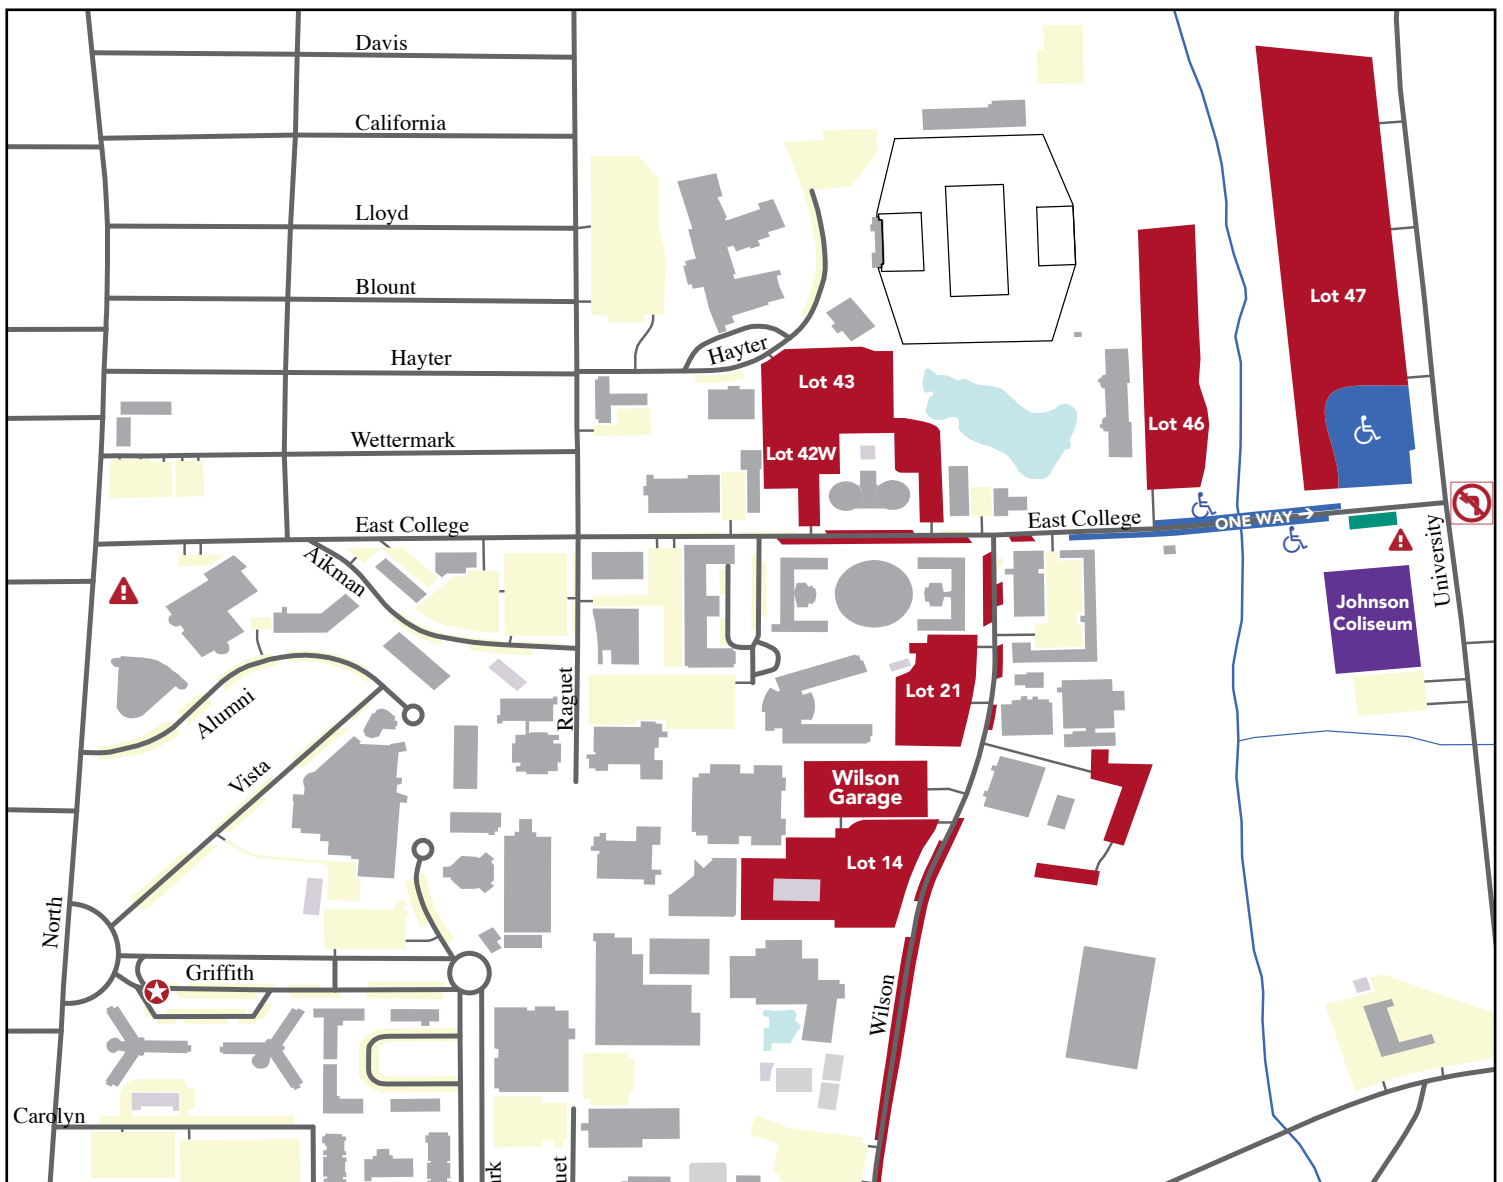 Davis
California
Lloyd
Blount
Hayter
Hayter
Wettermark
East College
East College
Lot 43
Lot 42W
Lot 46
Lot 47
ONE WAY →
University
!
!
Johnson
Coliseum
Aikman
Alumni
Vista
Raguet
Lot 21
Wilson
Garage
Lot 14
North
Griffith
Wilson
Carolyn
rk
uet